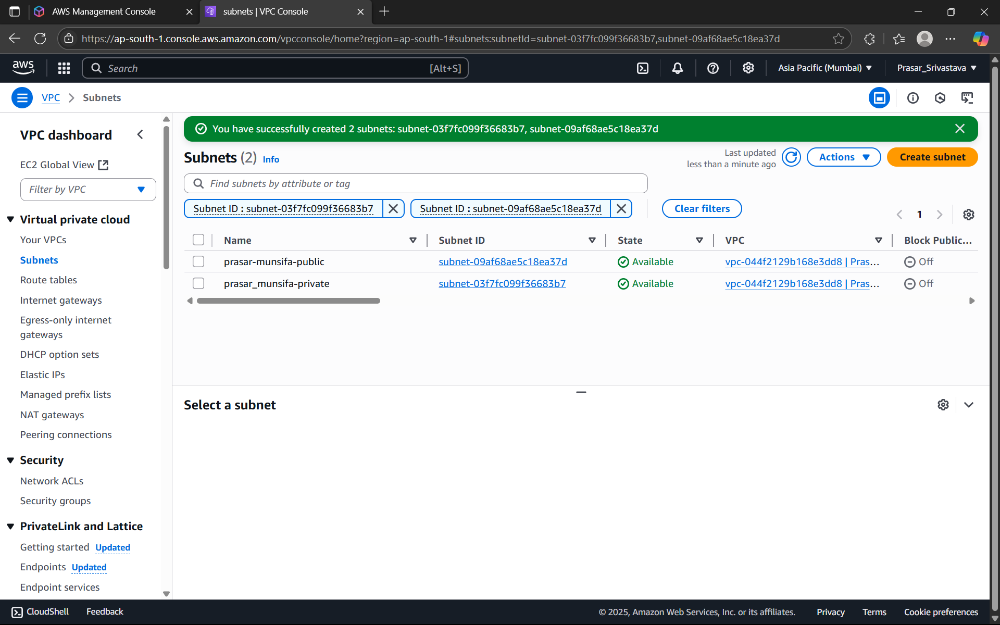 AWS Management Console
subnets | VPC Console
https://ap-south-1.console.aws.amazon.com/vpcconsole/home?region=ap-south-1#subnets:subnetId=subnet-03f7fc099f36683b7,subnet-09af68ae5c18ea37d
aws
Search
[Alt+S]
Asia Pacific (Mumbai)
Prasar_Srivastava
VPC
Subnets
VPC dashboard
EC2 Global View
Filter by VPC
Virtual private cloud
Your VPCs
Subnets
Route tables
Internet gateways
Egress-only internet
gateways
DHCP option sets
Elastic IPs
Managed prefix lists
NAT gateways
Peering connections
Security
Network ACLs
Security groups
PrivateLink and Lattice
Getting started Updated
Endpoints Updated
Endpoint services
You have successfully created 2 subnets: subnet-03f7fc099f36683b7, subnet-09af68ae5c18ea37d
Subnets (2) Info
Last updated
less than a minute ago
Actions
Create subnet
Find subnets by attribute or tag
Subnet ID : subnet-03f7fc099f36683b7
Subnet ID : subnet-09af68ae5c18ea37d
Clear filters
1
Name Subnet ID State VPC Block Public...
prasar-munsifa-public subnet-09af68ae5c18ea37d Available vpc-044f2129b168e3dd8 | Pras... Off
prasar_munsifa-private subnet-03f7fc099f36683b7 Available vpc-044f2129b168e3dd8 | Pras... Off
Select a subnet
CloudShell
Feedback
© 2025, Amazon Web Services, Inc. or its affiliates.
Privacy
Terms
Cookie preferences